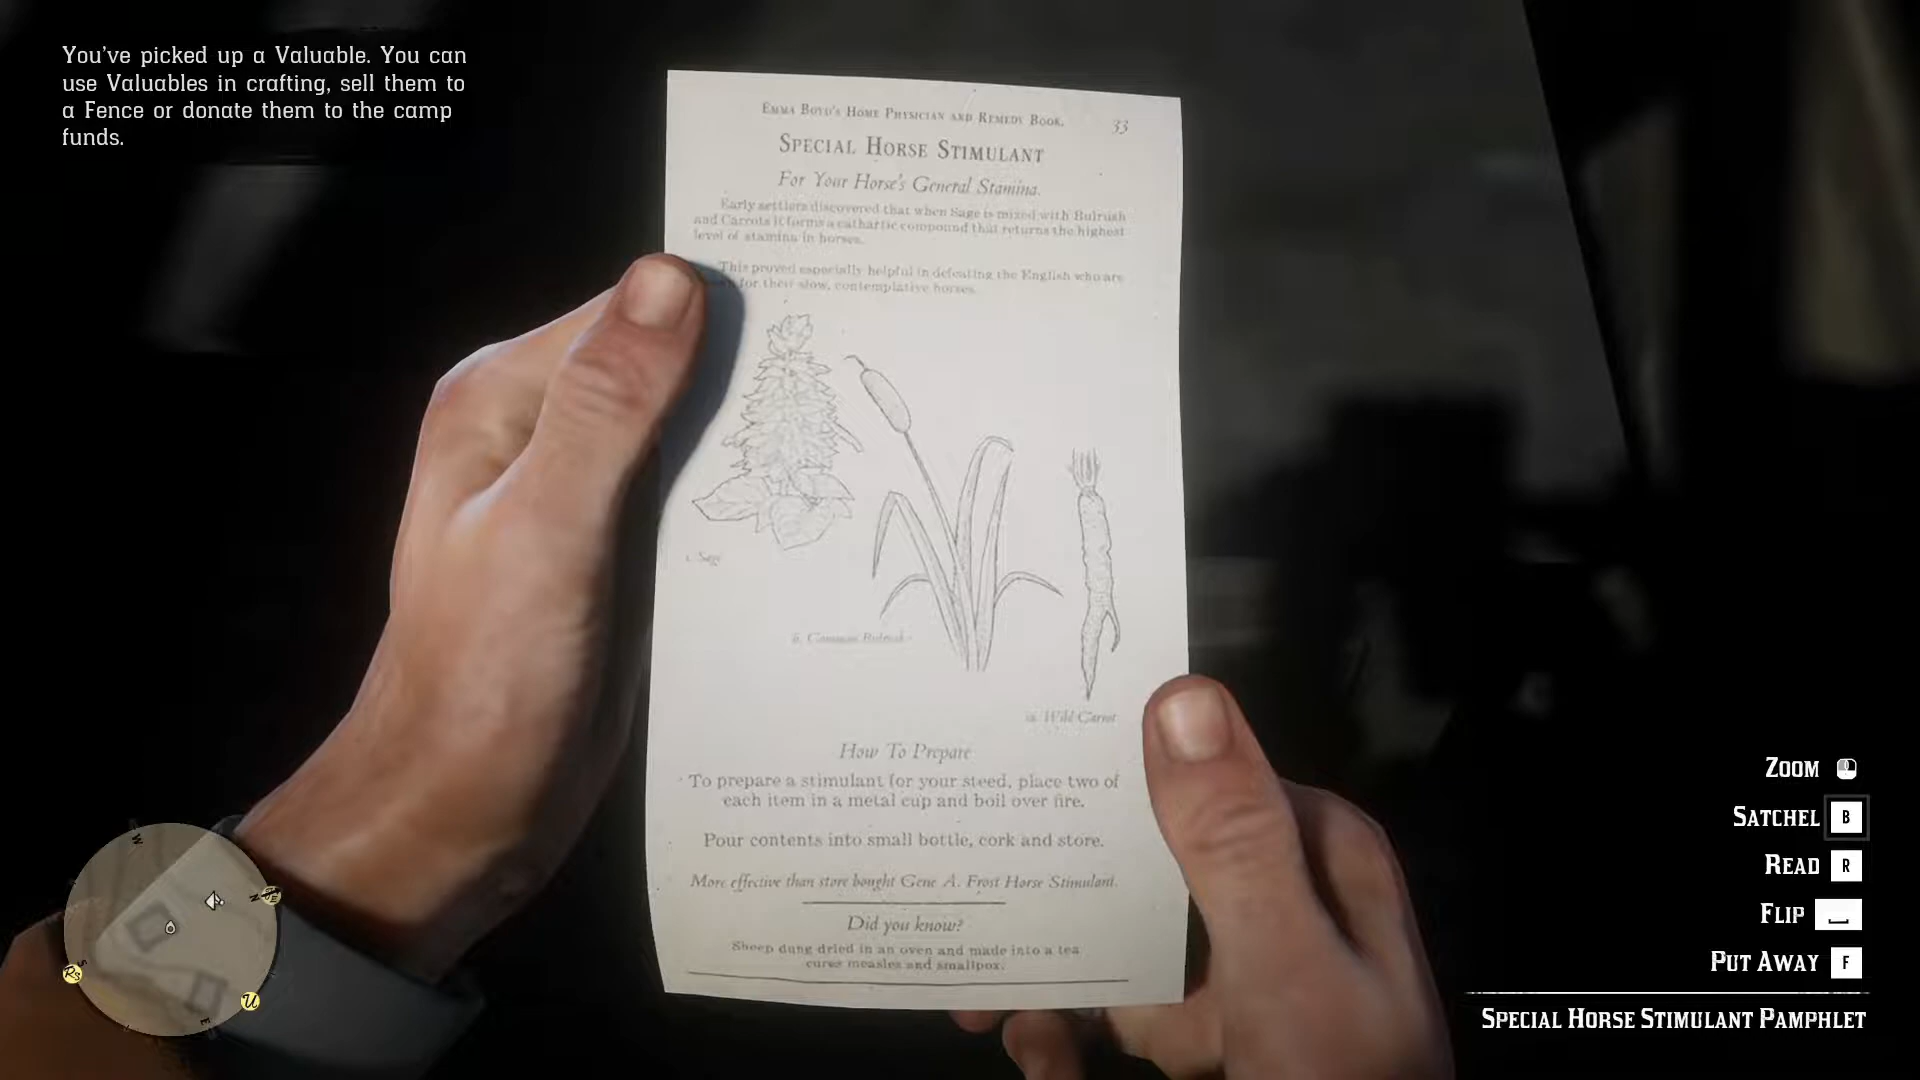 You've picked up a Valuable. You can
use Valuables in crafting, sell them to
a Fence or donate them to the camp
funds.
Emma Boyd's Home Physician and Remedy Book.
33
Special Horse Stimulant
For Your Horse's General Stamina.
Early settlers discovered that when Sage is mixed with Bulrush
and Carrots it forms a cathartic compound that returns the highest
level of stamina in horses.
This proved especially helpful in defeating the English who are
for their slow, contemplative horses.
Sage
Common Bulrush
Wild Carrot
How To Prepare
To prepare a stimulant for your steed, place two of
each item in a metal cup and boil over fire.
Pour contents into small bottle, cork and store.
More effective than store bought Gene A. Frost Horse Stimulant.
Did you know?
Sheep dung dried in an oven and made into a tea
cures measles and smallpox.
Zoom
Satchel B
Read R
Flip
Put Away F
Special Horse Stimulant Pamphlet
W
N
S
E
Rs
U